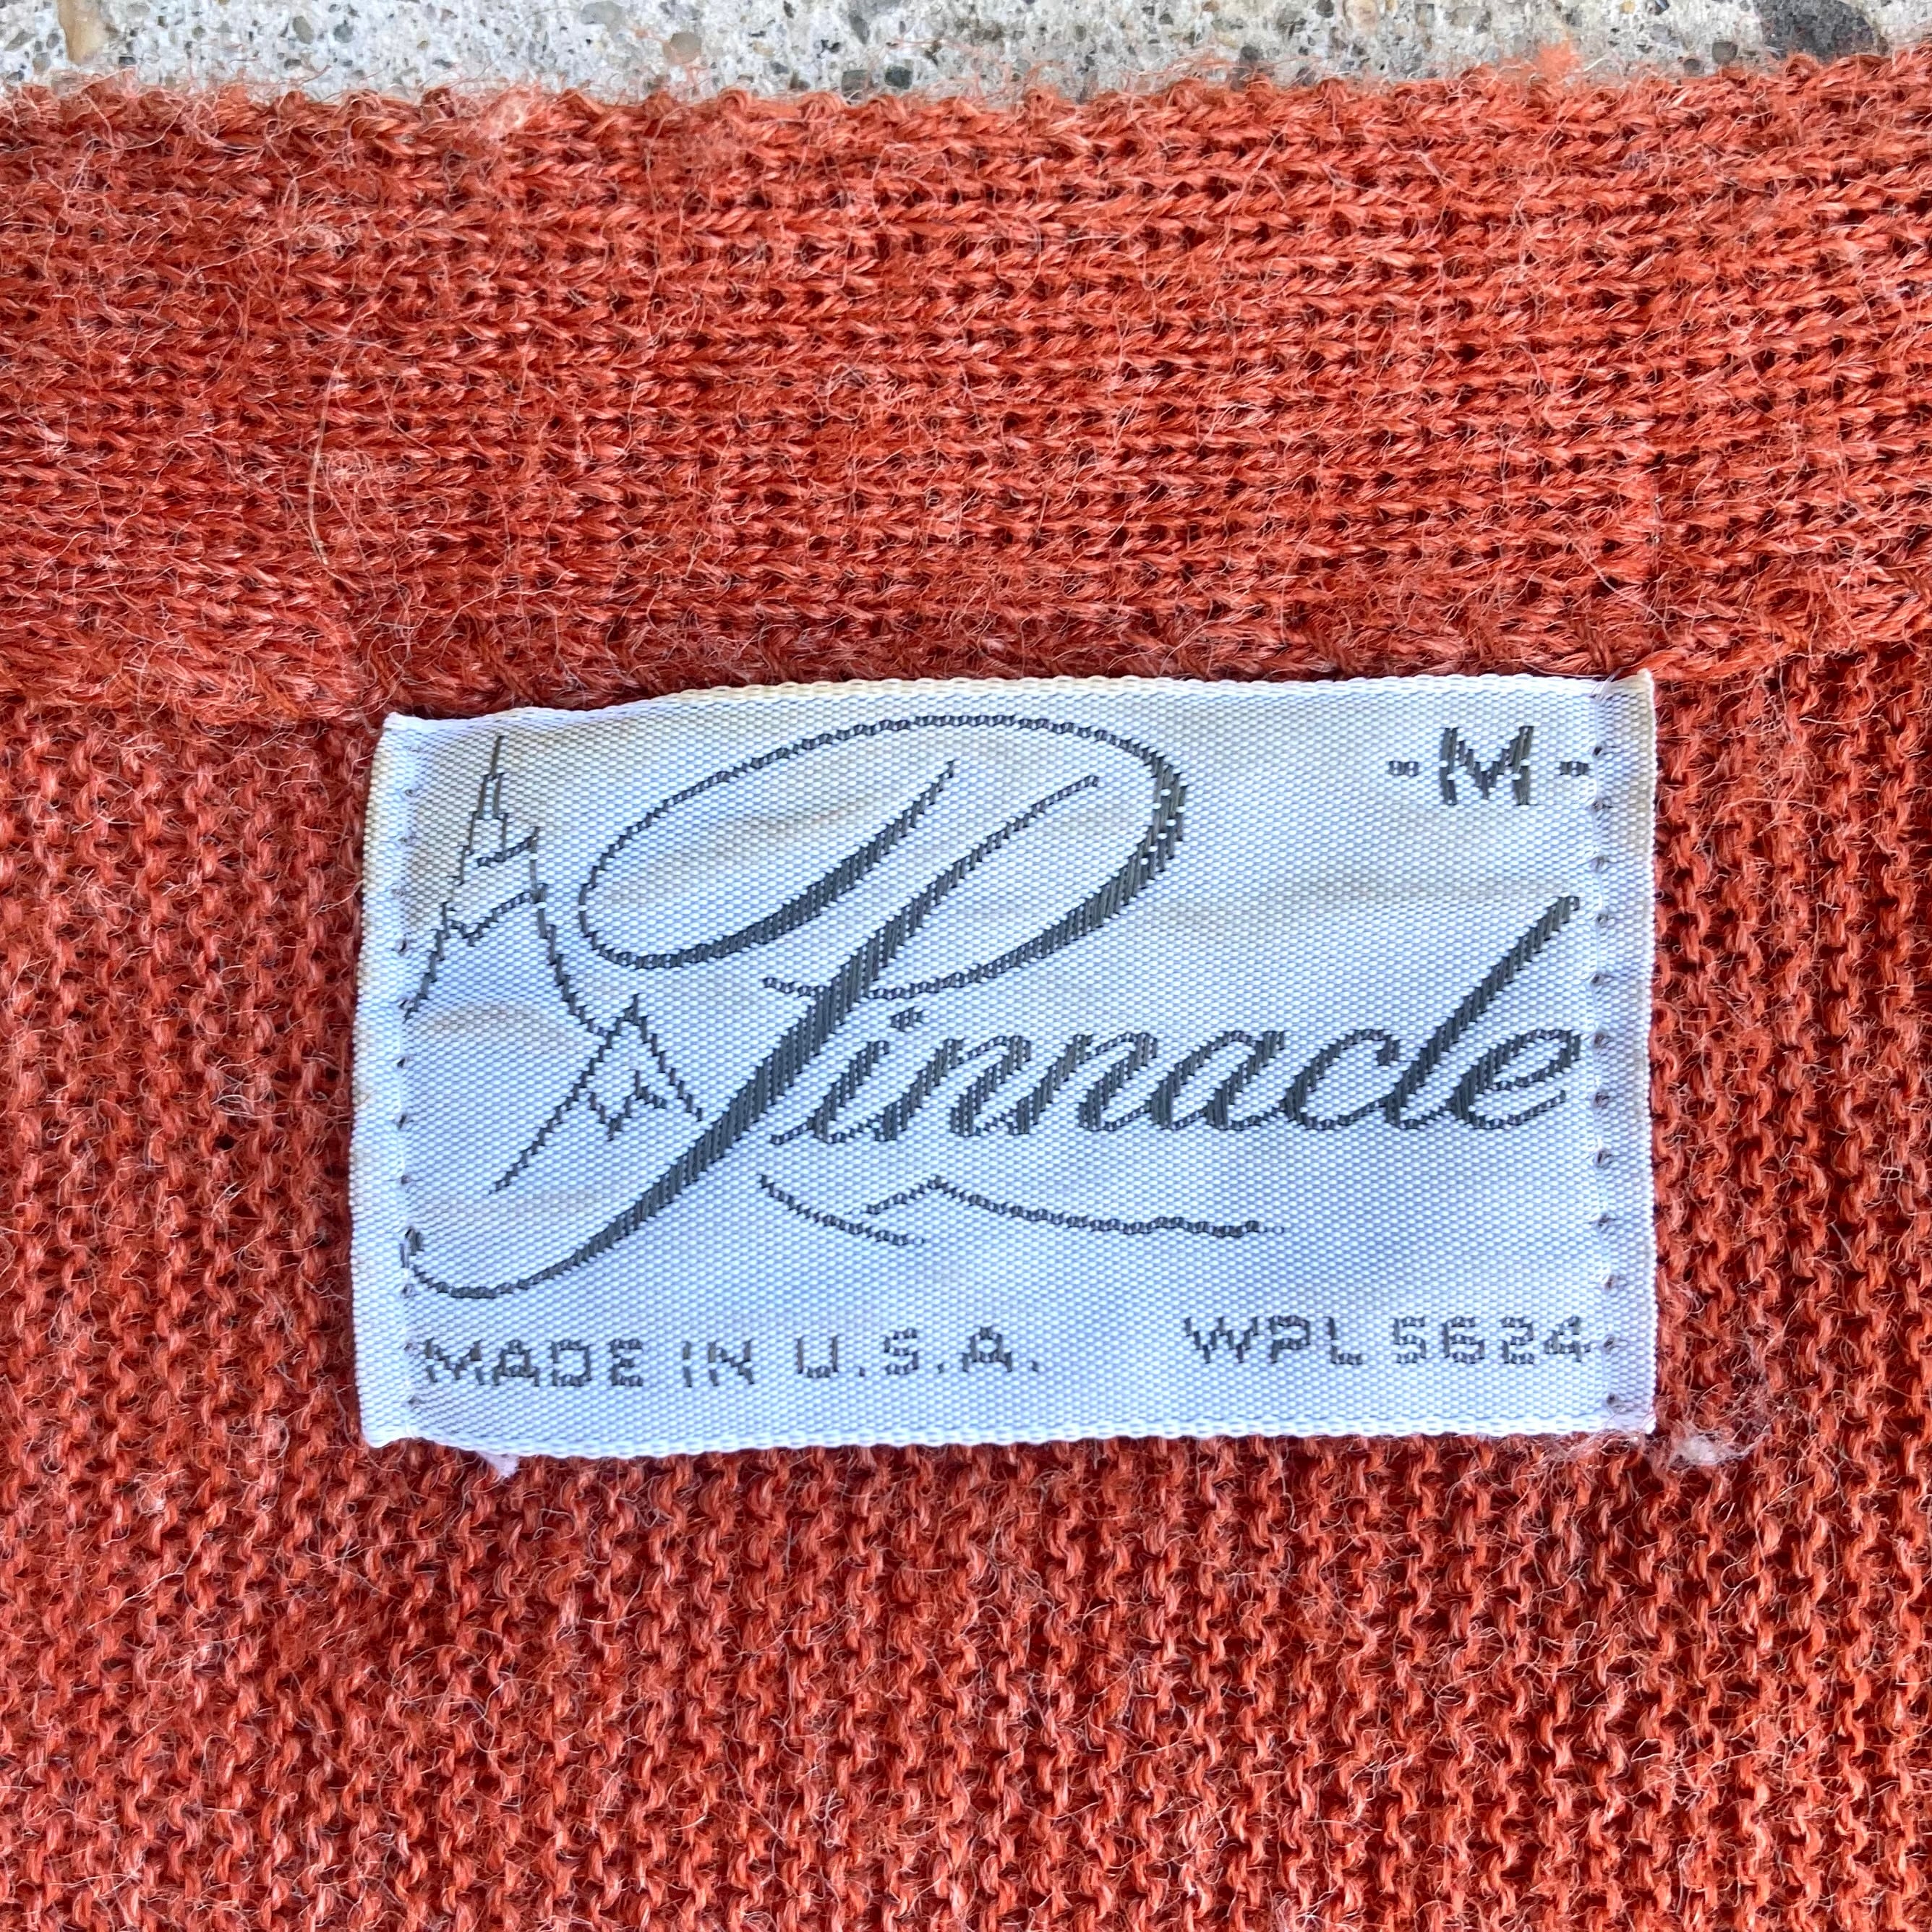 -M-
Pinnacle
MADE IN U.S.A. WPL 5624